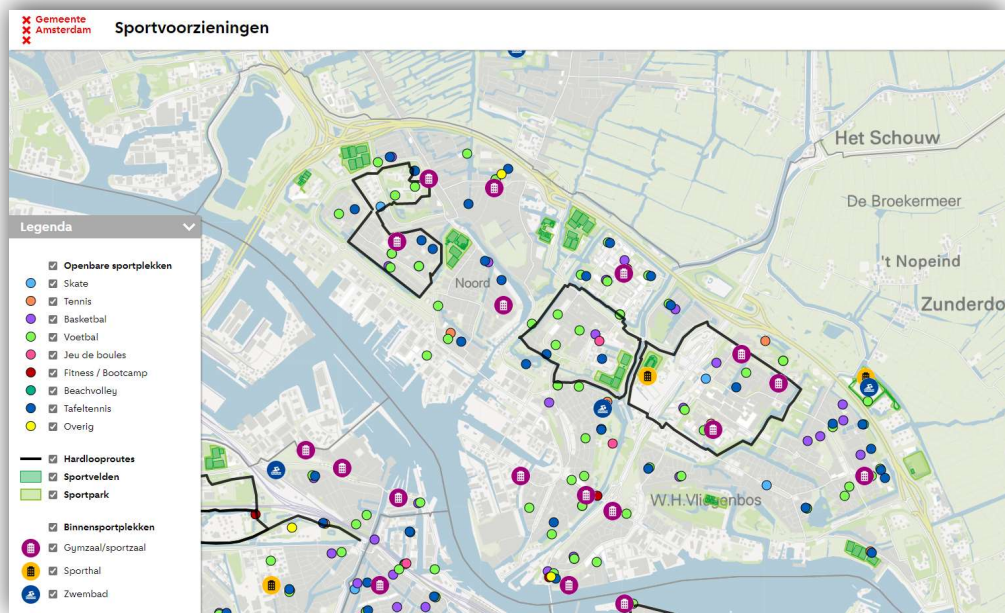 Gemeente
Amsterdam
Sportvoorzieningen
Het Schouw
De Broekermeer
't Nopeind
Zunderdo
Noord
W.H.Vliegenbos
Legenda
Openbare sportplekken
Skate
Tennis
Basketbal
Voetbal
Jeu de boules
Fitness / Bootcamp
Beachvolley
Tafeltennis
Overig
Hardlooproutes
Sportvelden
Sportpark
Binnensportplekken
Gymzaal/sportzaal
Sporthal
Zwembad